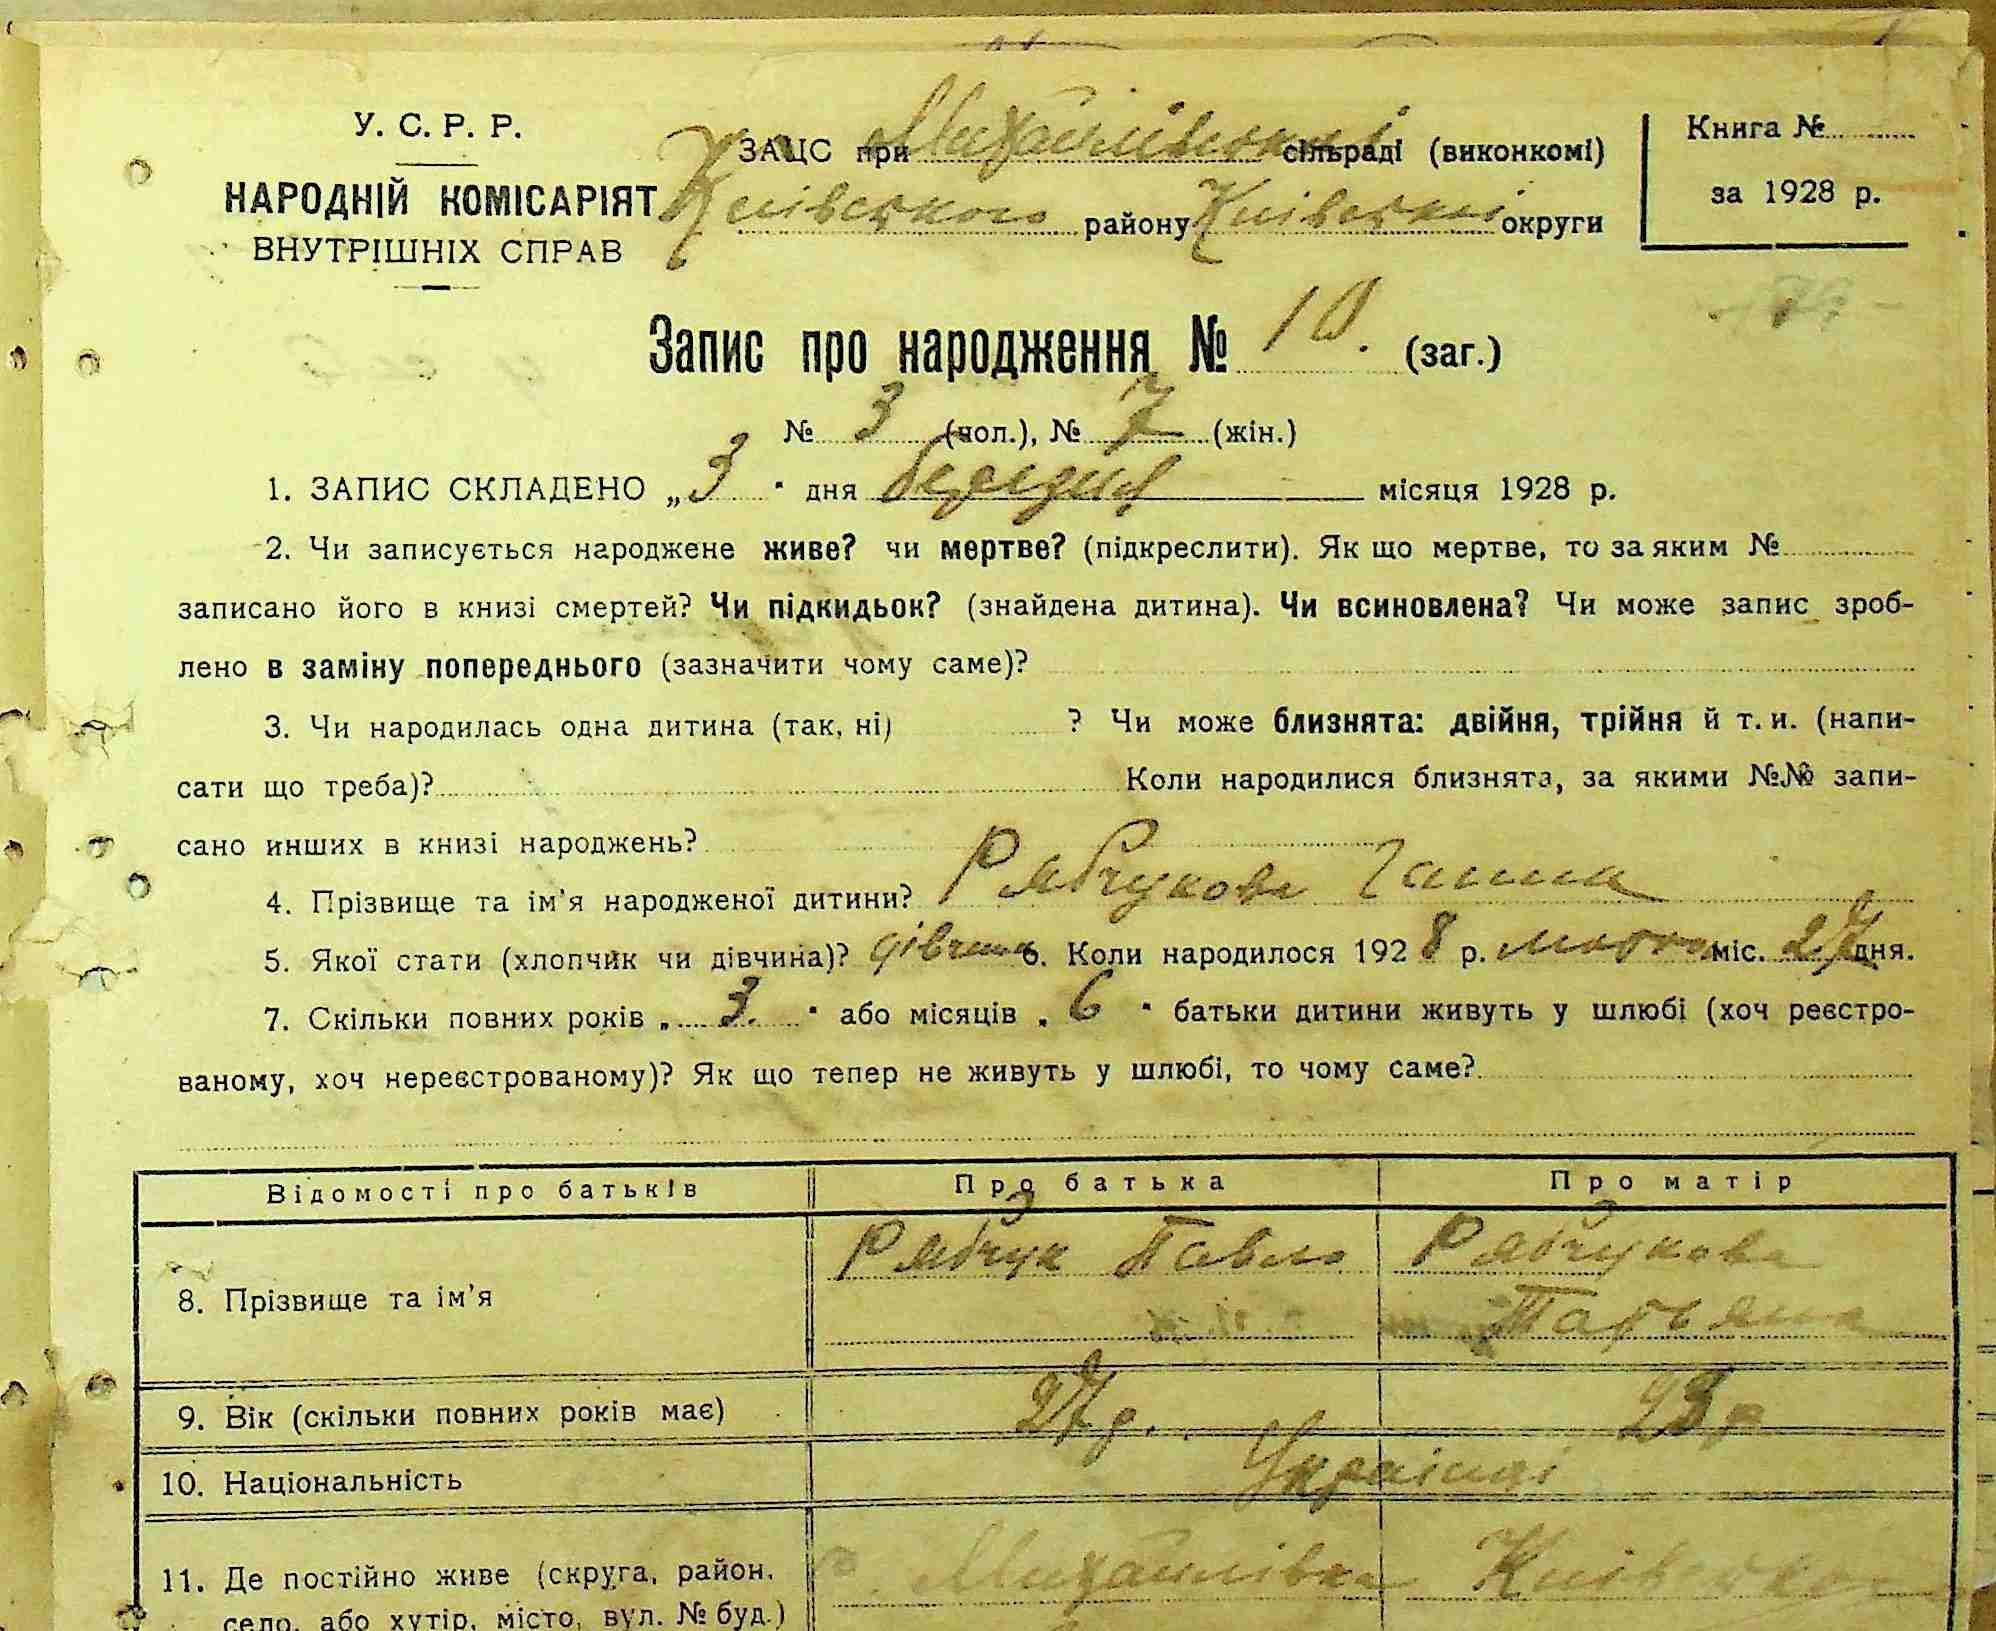 У. С. Р. Р.
НАРОДНІЙ КОМІСАРІЯТ
ВНУТРІШНІХ СПРАВ
ЗАЦС при Михайлівській сільраді (виконкомі)
Київського району Київської округи
Книга №
за 1928 р.
Запис про народження № 10. (заг.)
№ 3 (чол.), № 7 (жін.)
1. ЗАПИС СКЛАДЕНО „3" дня березня місяця 1928 р.
2. Чи записується народжене живе? чи мертве? (підкреслити). Як що мертве, то за яким №
записано його в книзі смертей? Чи підкидьок? (знайдена дитина). Чи всиновлена? Чи може запис зроб-
лено в заміну попереднього (зазначити чому саме)?
3. Чи народилась одна дитина (так, ні) ? Чи може близнята: двійня, трійня й т. и. (напи-
сати що треба)? Коли народилися близнята, за якими №№ запи-
сано инших в книзі народжень?
4. Прізвище та ім'я народженої дитини? Рябчукова Ганна
5. Якої стати (хлопчик чи дівчина)? дівчина 6. Коли народилося 1928 р. лютого міс. 27 дня.
7. Скільки повних років „ 3. " або місяців „ 6 " батьки дитини живуть у шлюбі (хоч реєстро-
ваному, хоч нереєстрованому)? Як що тепер не живуть у шлюбі, то чому саме?
Відомості про батьків Про батька Про матір
8. Прізвище та ім'я Рябчук Павло Рябчукова
Татьяна
9. Вік (скільки повних років має) 27 р. 23 р
10. Національність Українці
11. Де постійно живе (округа, район, с. Михайлівка Київського
село, або хутір, місто, вул. № буд.)